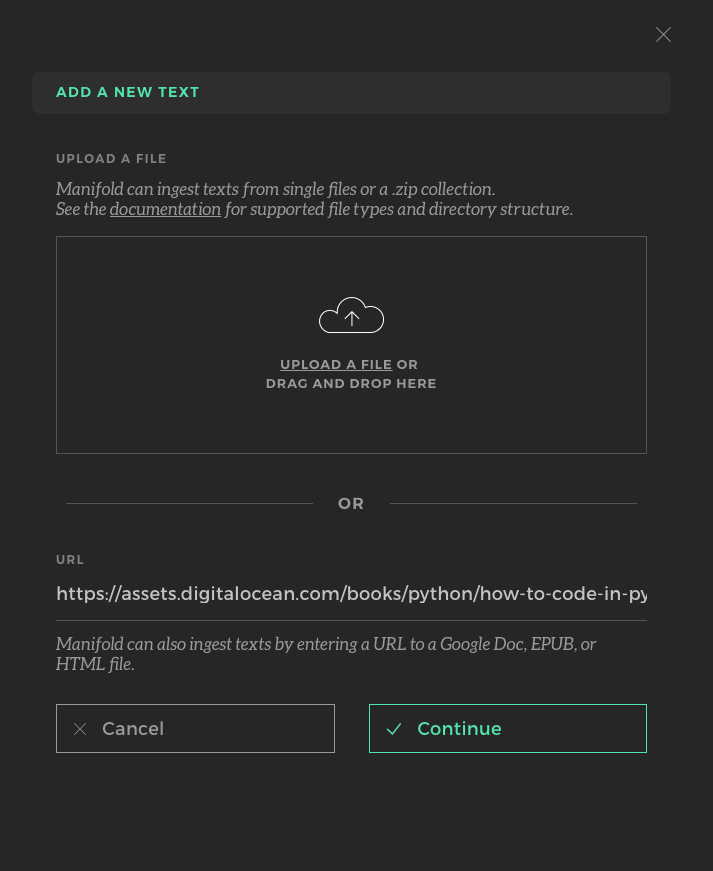 ADD A NEW TEXT
UPLOAD A FILE
Manifold can ingest texts from single files or a .zip collection.
See the documentation for supported file types and directory structure.
UPLOAD A FILE OR
DRAG AND DROP HERE
OR
URL
https://assets.digitalocean.com/books/python/how-to-code-in-py
Manifold can also ingest texts by entering a URL to a Google Doc, EPUB, or
HTML file.
Cancel
Continue